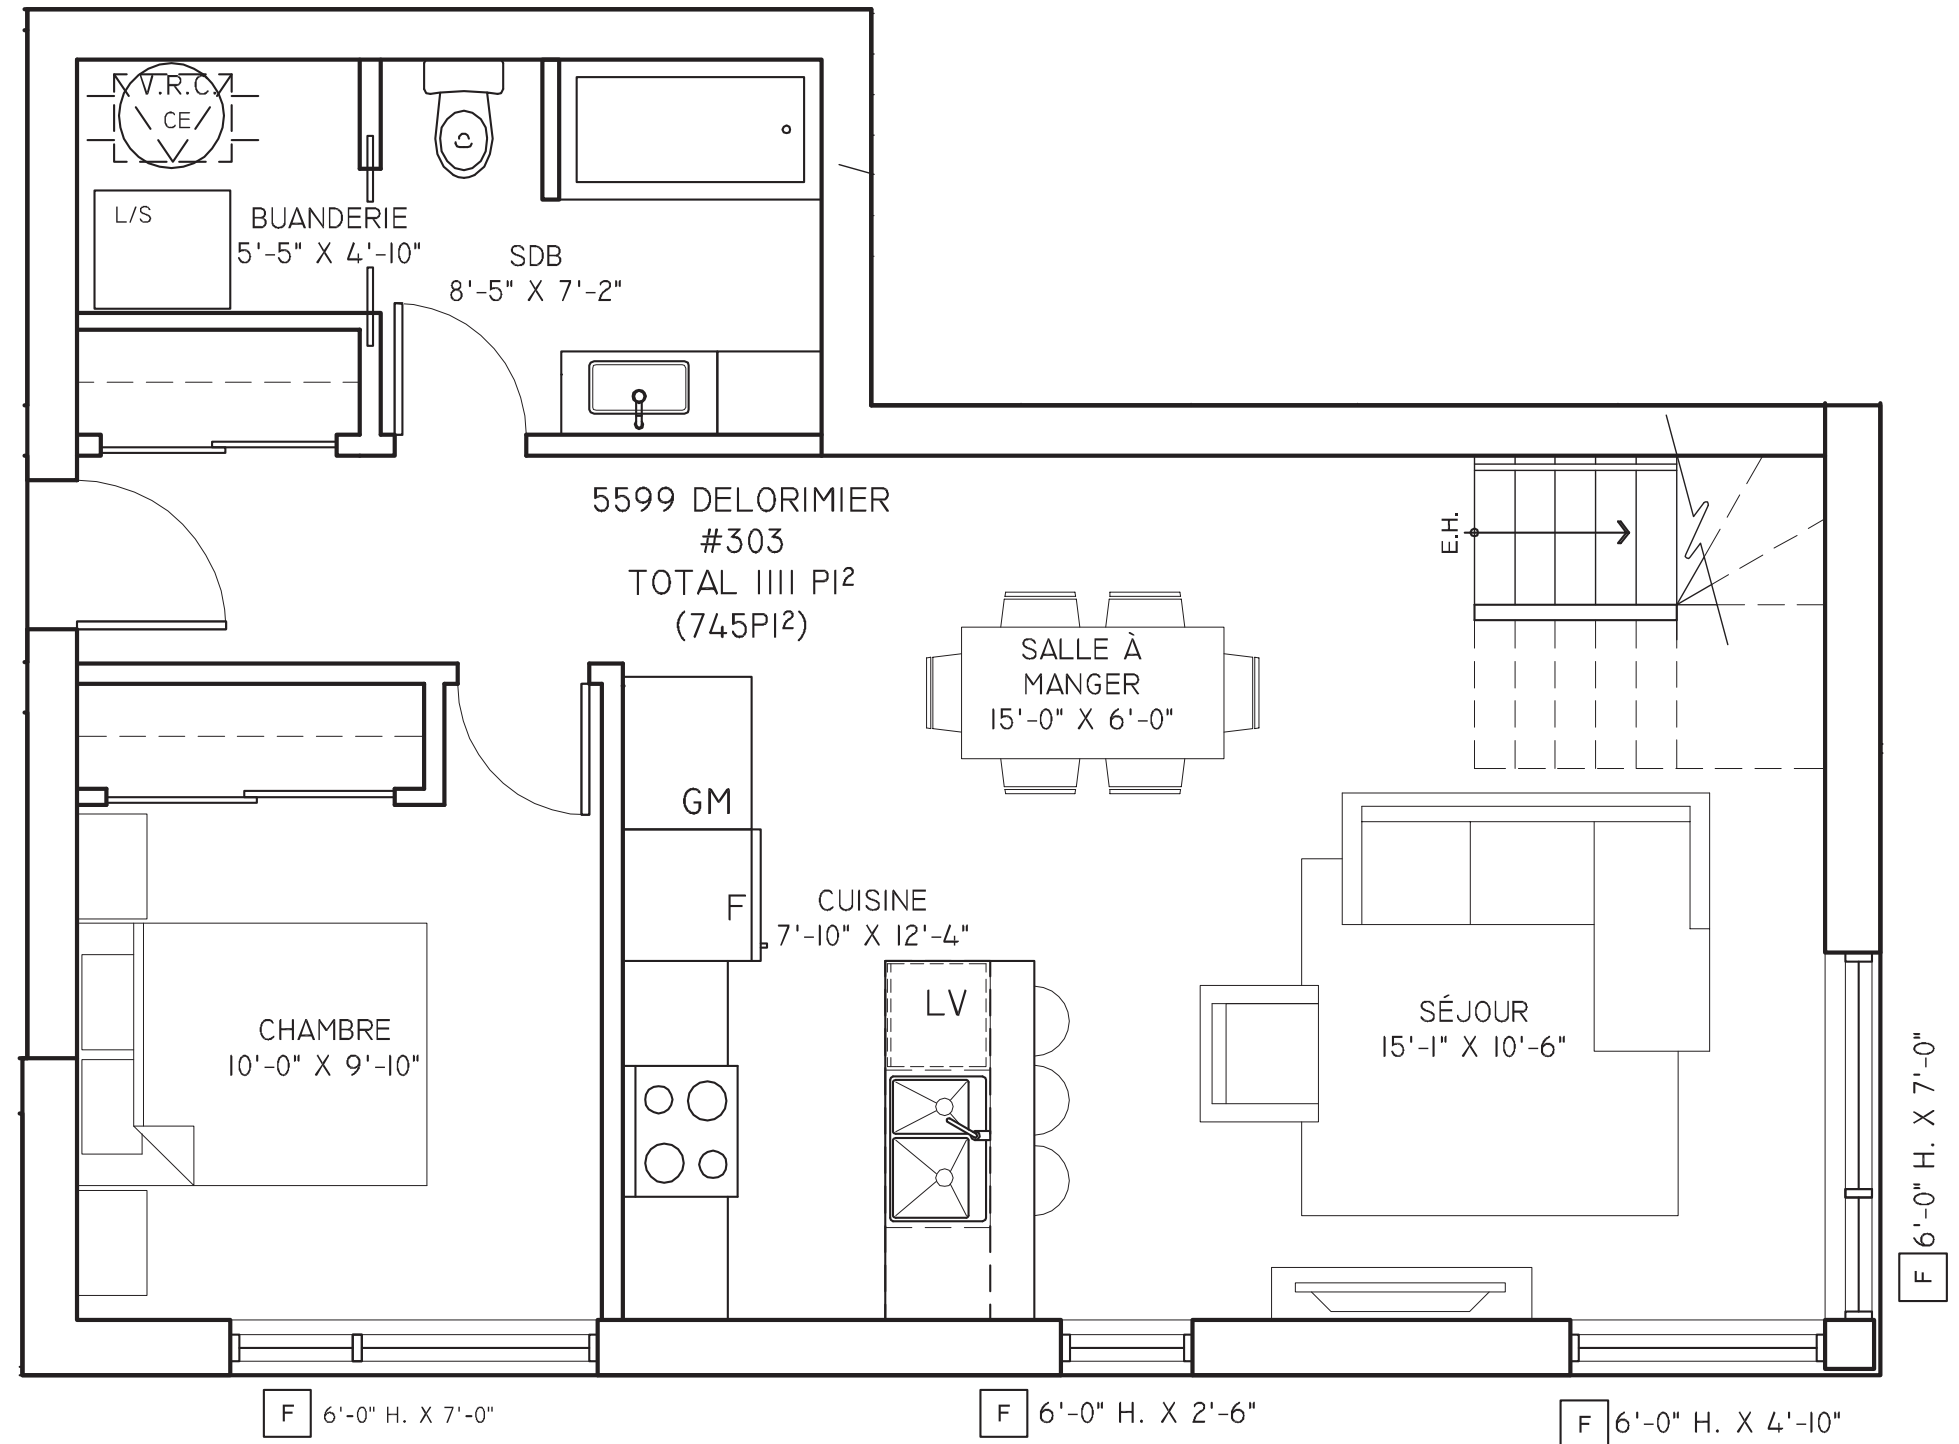 V.R.C.
CE
L/S
BUANDERIE
5'-5" X 4'-10"
SDB
8'-5" X 7'-2"
5599 DELORIMIER
#303
TOTAL 1111 PI²
(745PI²)
E.H.
SALLE À
MANGER
15'-0" X 6'-0"
GM
F
CUISINE
7'-10" X 12'-4"
LV
CHAMBRE
10'-0" X 9'-10"
SÉJOUR
15'-1" X 10'-6"
F 6'-0" H. X 7'-0"
F 6'-0" H. X 7'-0"
F 6'-0" H. X 2'-6"
F 6'-0" H. X 4'-10"